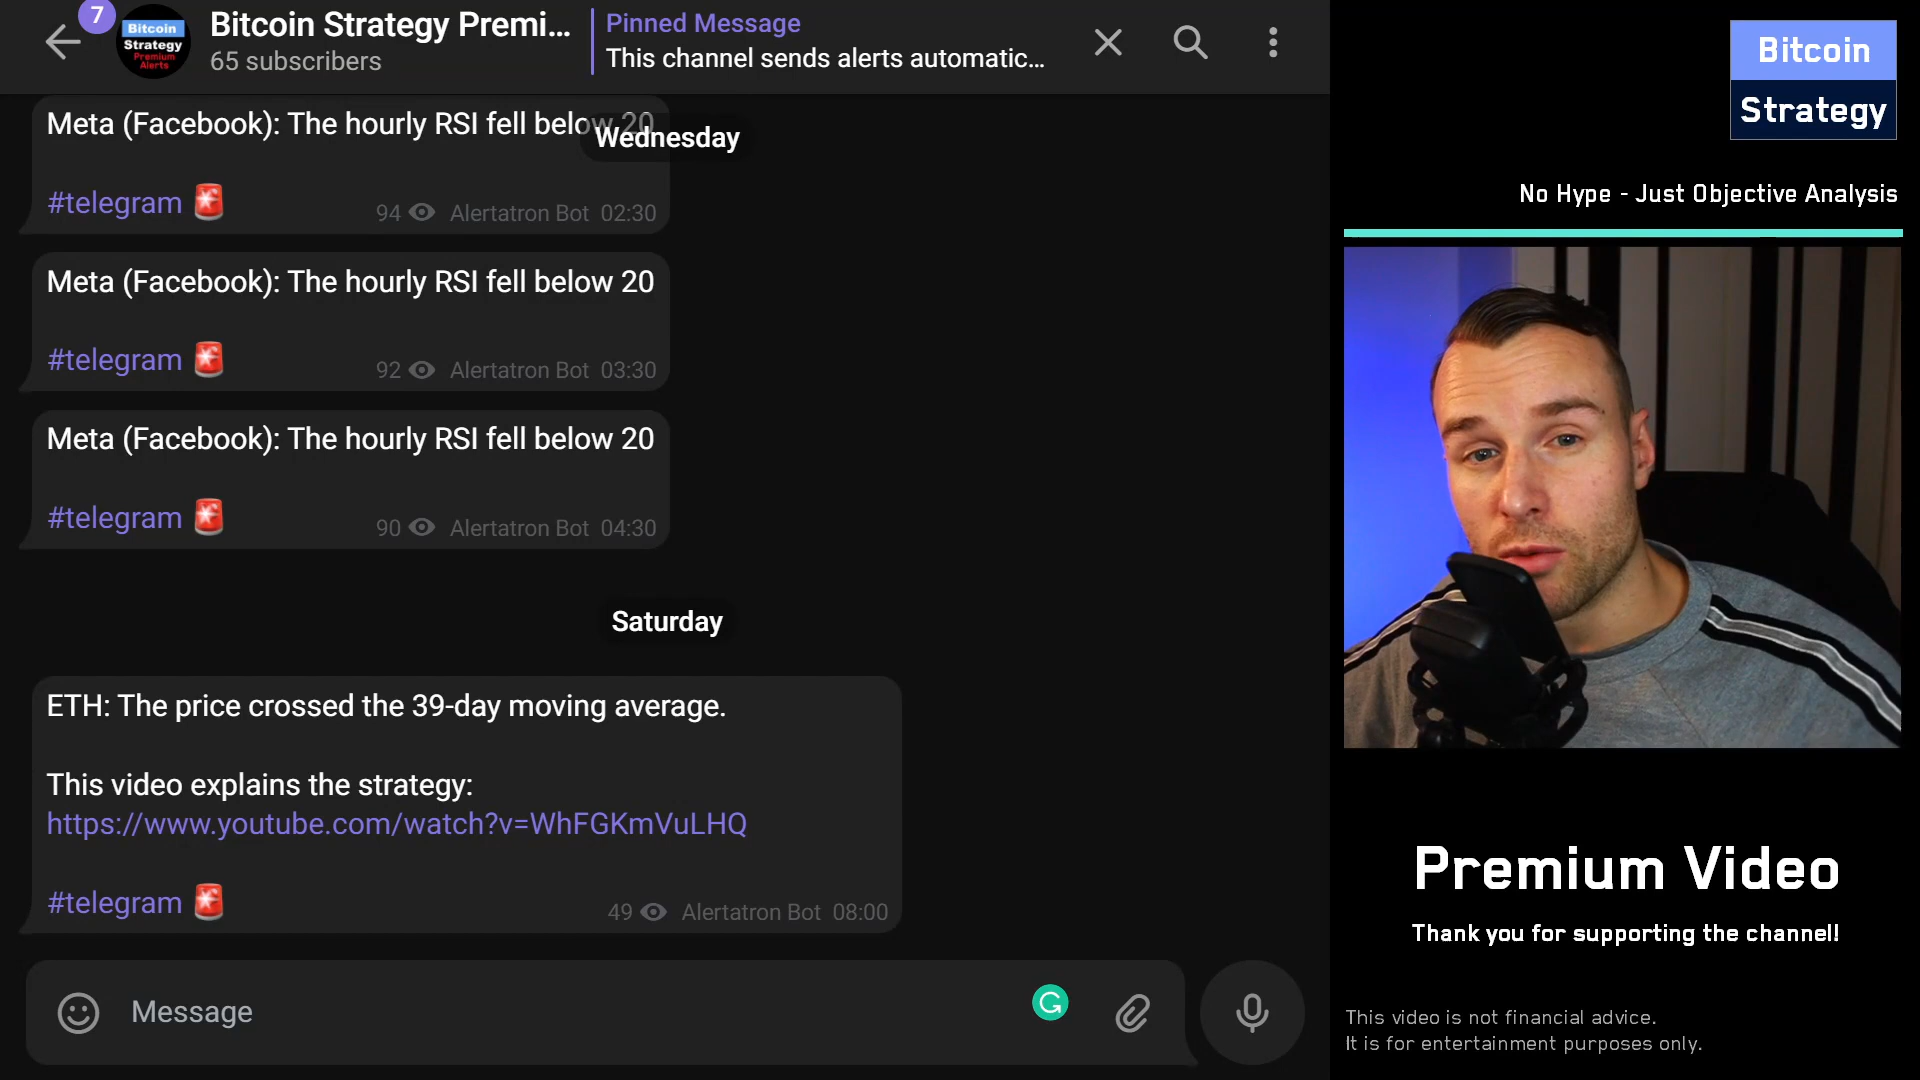 7
Bitcoin
Strategy
Premium
Alerts
Bitcoin Strategy Premi...
65 subscribers
Pinned Message
This channel sends alerts automatic...
Meta (Facebook): The hourly RSI fell below 20
Wednesday
#telegram 🚨
94 Alertatron Bot 02:30
Meta (Facebook): The hourly RSI fell below 20
#telegram 🚨
92 Alertatron Bot 03:30
Meta (Facebook): The hourly RSI fell below 20
#telegram 🚨
90 Alertatron Bot 04:30
Saturday
ETH: The price crossed the 39-day moving average.
This video explains the strategy:
https://www.youtube.com/watch?v=WhFGKmVuLHQ
#telegram 🚨
49 Alertatron Bot 08:00
Message
Bitcoin
Strategy
No Hype - Just Objective Analysis
Premium Video
Thank you for supporting the channel!
This video is not financial advice.
It is for entertainment purposes only.